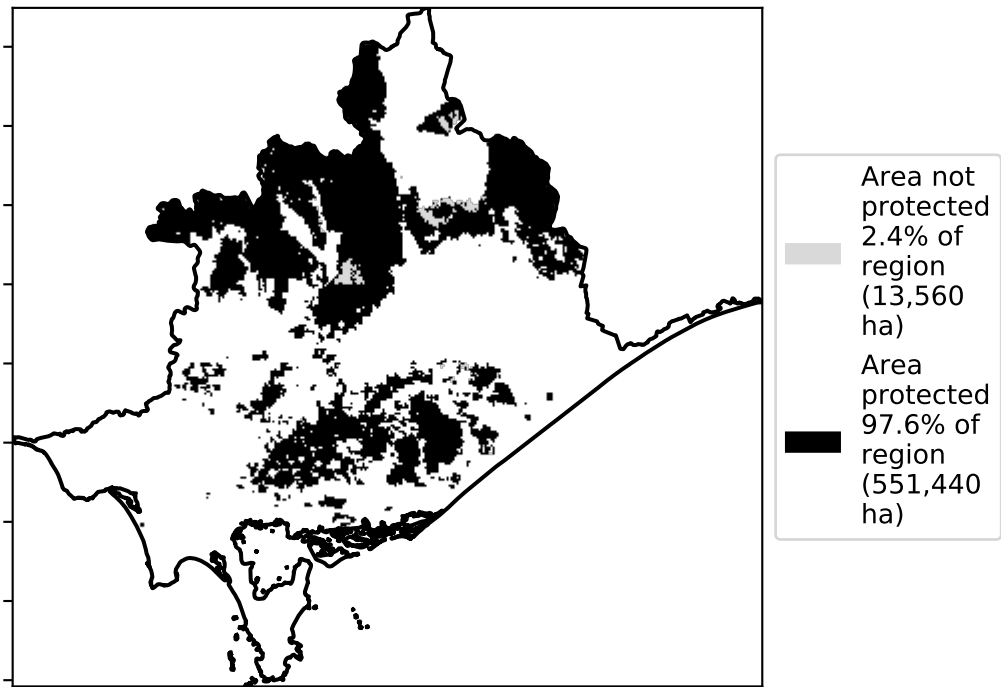 Area not
protected
2.4% of
region
(13,560
ha)
Area
protected
97.6% of
region
(551,440
ha)